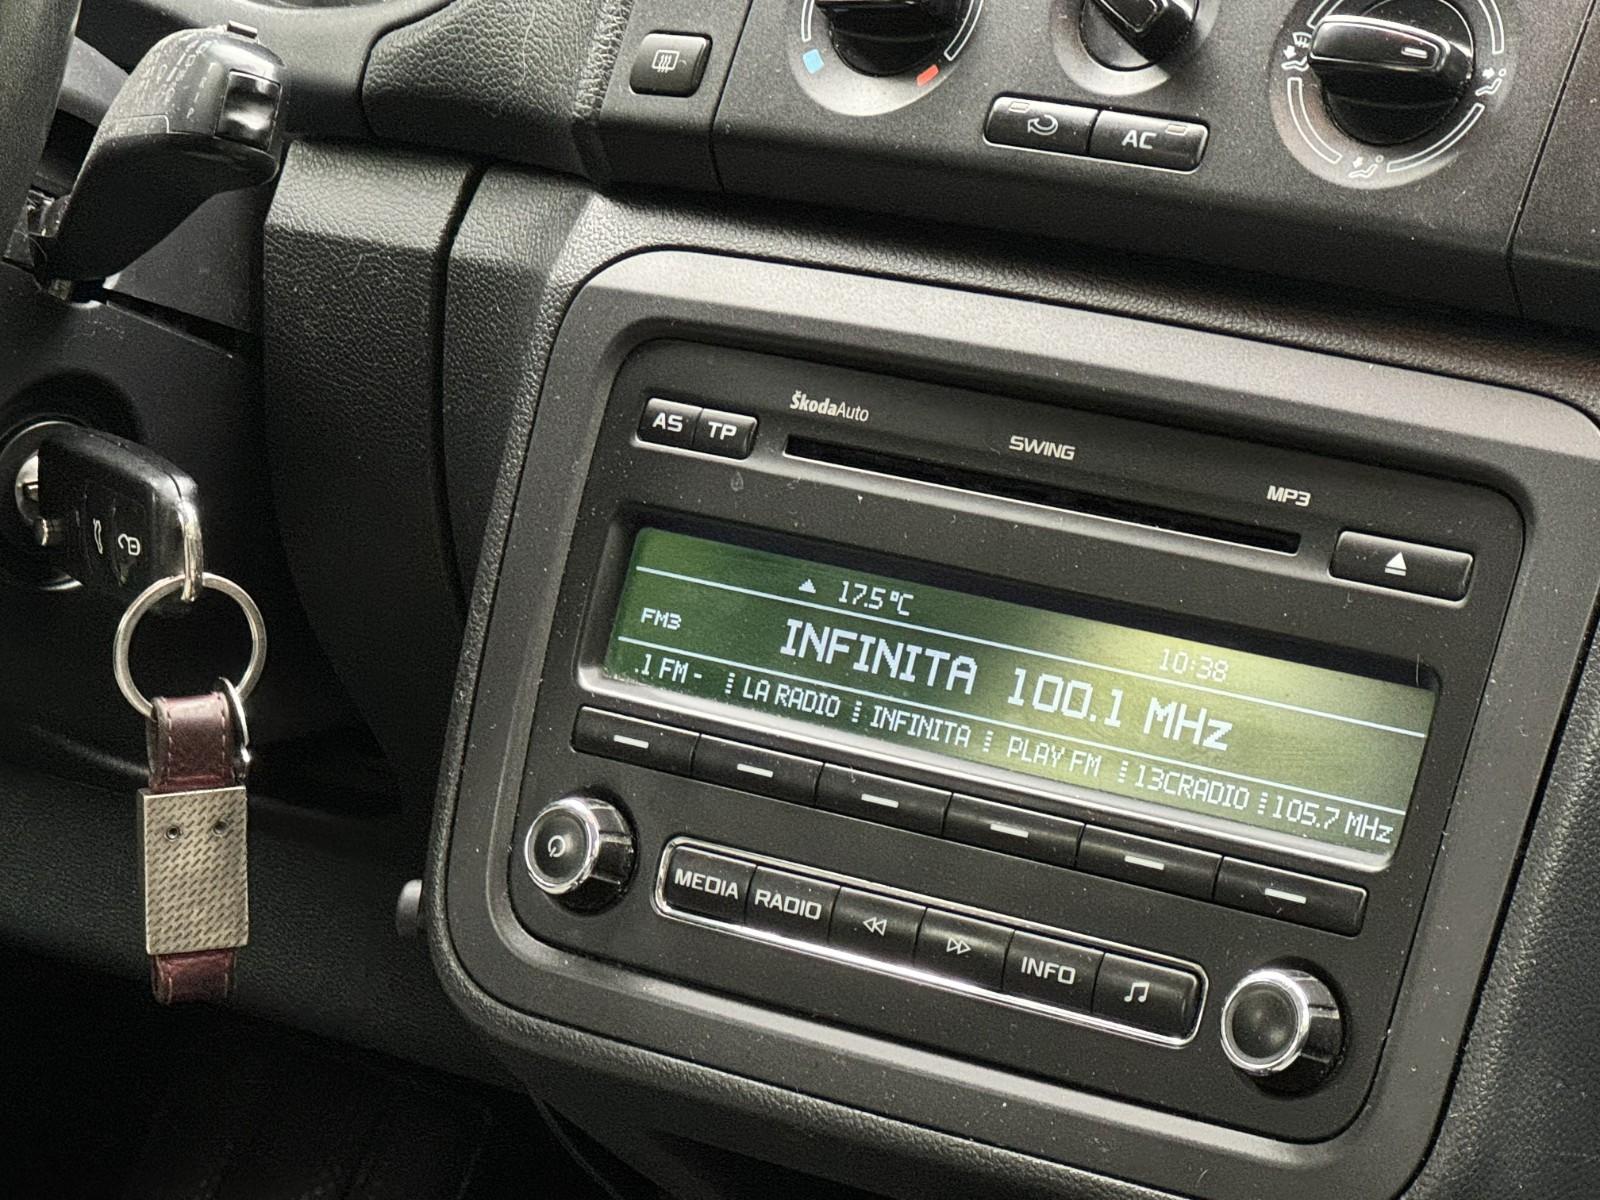 AC
AS TP
ŠkodaAuto
SWING
MP3
17.5°C
10:38
FM3
INFINITA 100.1 MHz
.1 FM- LA RADIO INFINITA PLAY FM 13CRADIO 105.7 MHz
MEDIA RADIO INFO